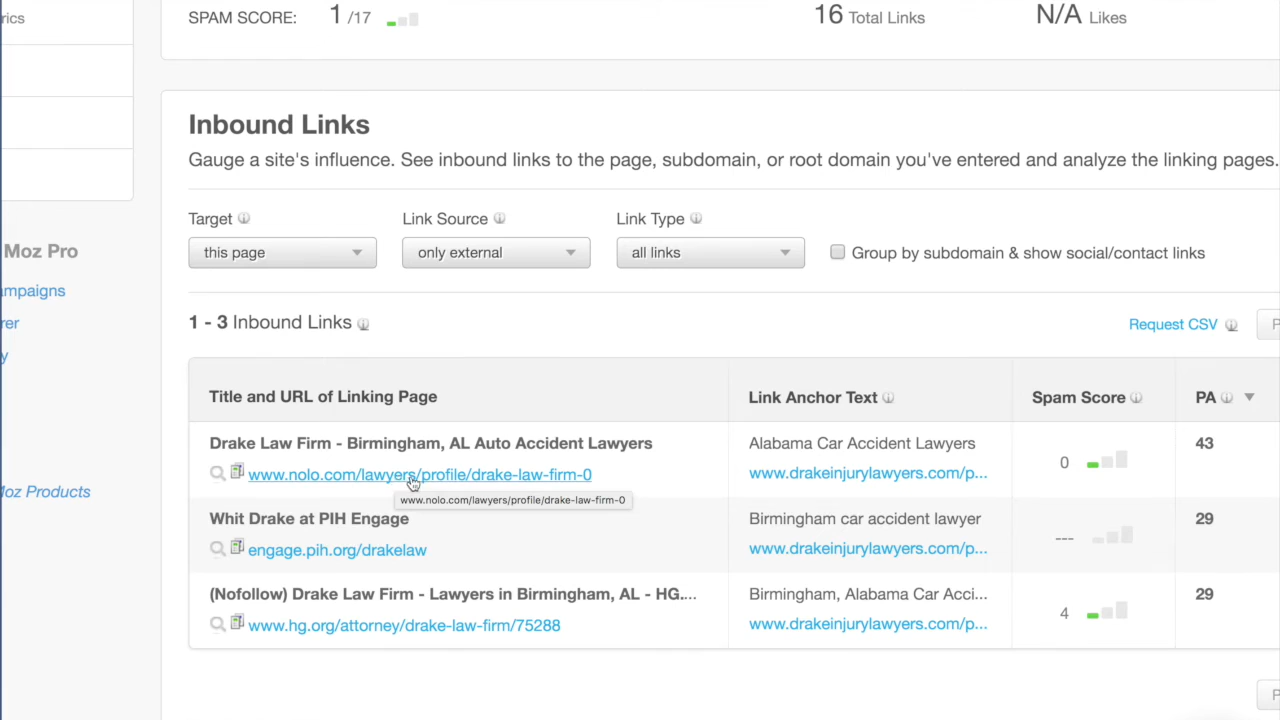 rics
SPAM SCORE: 1 /17
16 Total Links
N/A Likes
Inbound Links
Gauge a site's influence. See inbound links to the page, subdomain, or root domain you've entered and analyze the linking pages.
Target
Link Source
Link Type
this page
only external
all links
Group by subdomain & show social/contact links
Moz Pro
ampaigns
rer
y
Moz Products
1 - 3 Inbound Links
Request CSV
P
Title and URL of Linking Page
Link Anchor Text
Spam Score
PA
Drake Law Firm - Birmingham, AL Auto Accident Lawyers
www.nolo.com/lawyers/profile/drake-law-firm-0
www.nolo.com/lawyers/profile/drake-law-firm-0
Alabama Car Accident Lawyers
www.drakeinjurylawyers.com/p...
0
43
Whit Drake at PIH Engage
engage.pih.org/drakelaw
Birmingham car accident lawyer
www.drakeinjurylawyers.com/p...
---
29
(Nofollow) Drake Law Firm - Lawyers in Birmingham, AL - HG....
www.hg.org/attorney/drake-law-firm/75288
Birmingham, Alabama Car Acci...
www.drakeinjurylawyers.com/p...
4
29
P